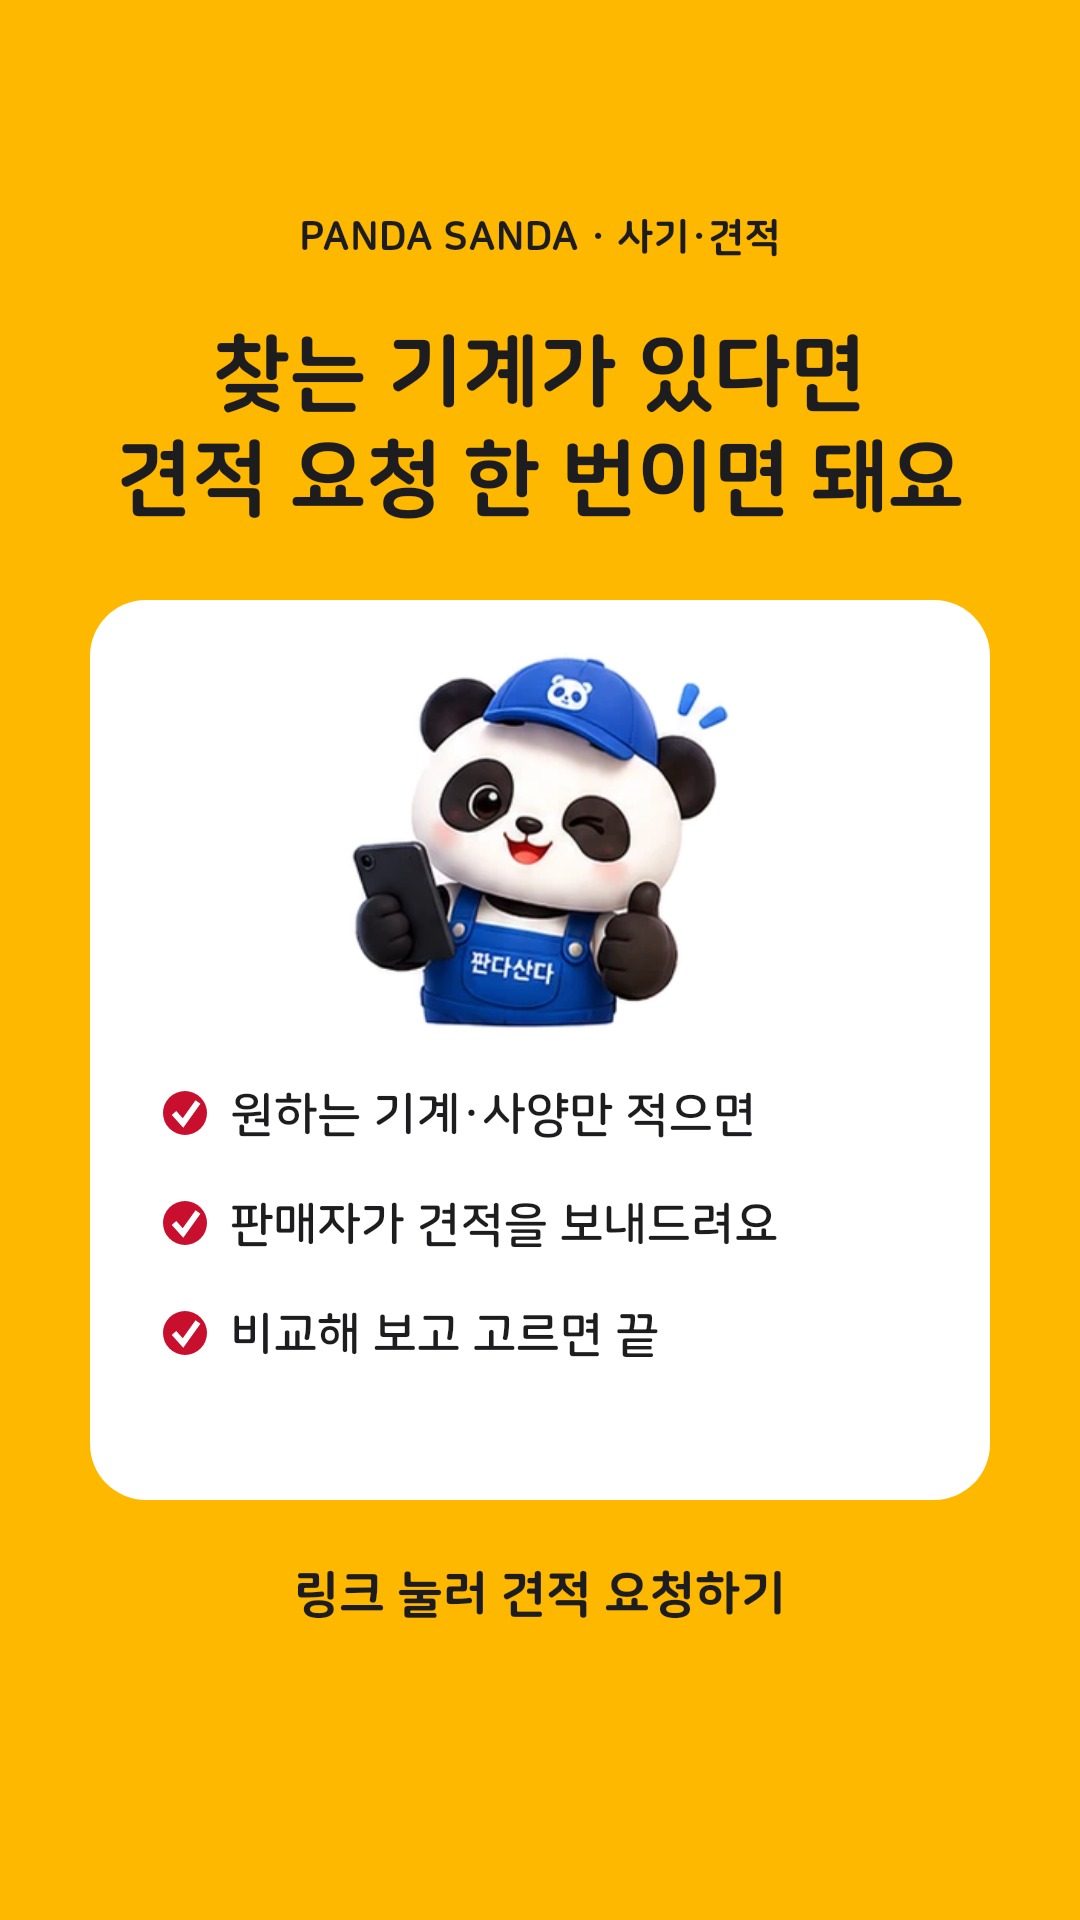 PANDA SANDA · 사기·견적
찾는 기계가 있다면
견적 요청 한 번이면 돼요
판다산다
원하는 기계·사양만 적으면
판매자가 견적을 보내드려요
비교해 보고 고르면 끝
링크 눌러 견적 요청하기